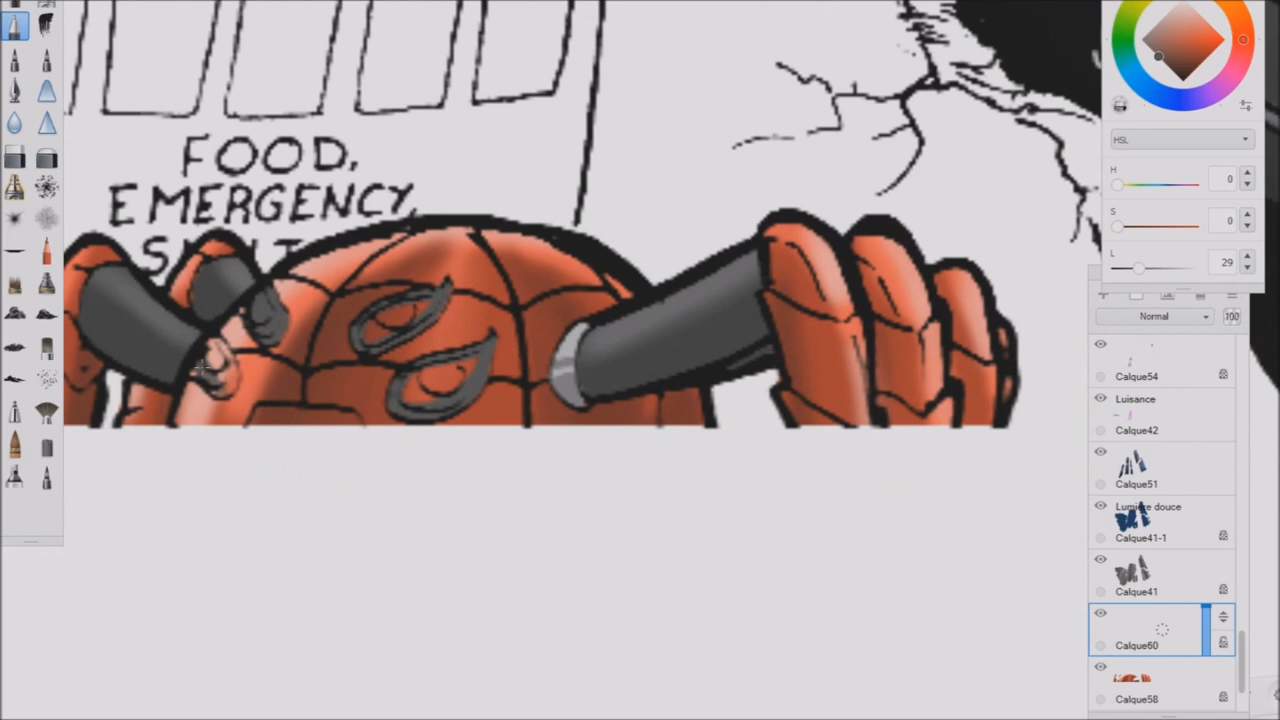 FOOD,
EMERGENCY,
HSL
H
0
S
0
L
29
Normal
100
Calque54
Luisance
Calque42
Calque51
Lumière douce
Calque41-1
Calque41
Calque60
Calque58